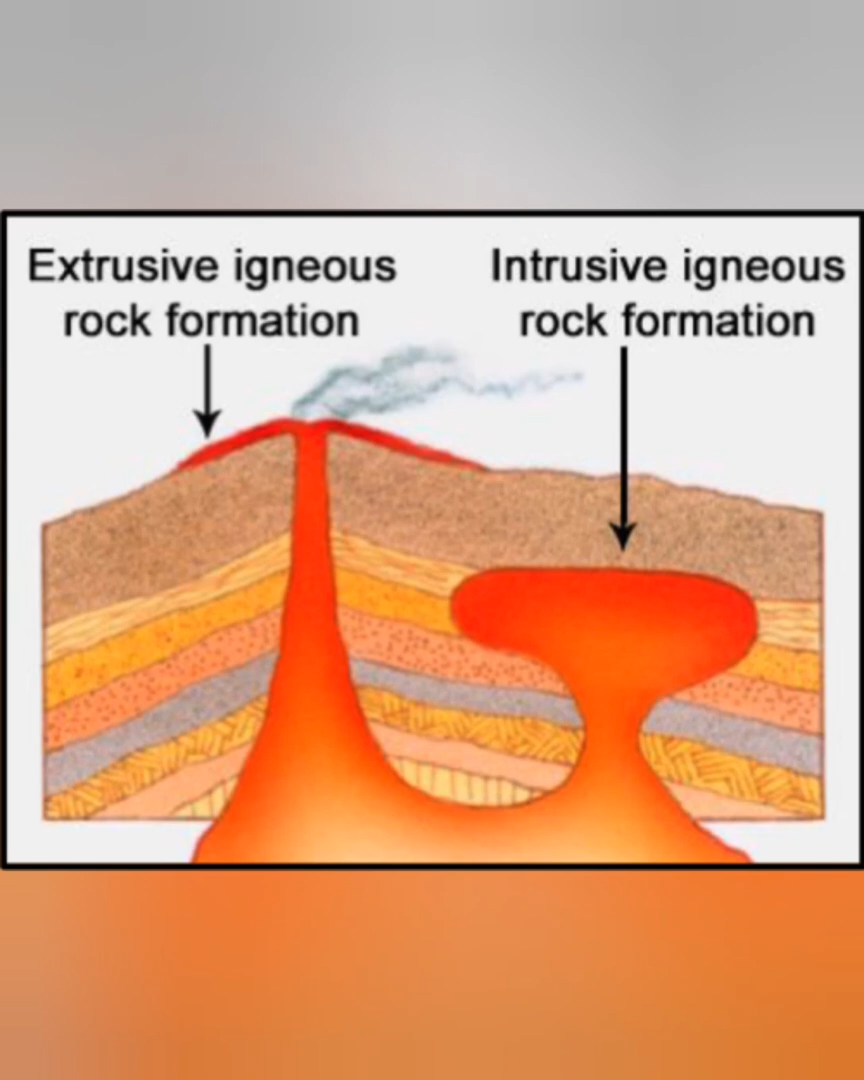 Extrusive igneous
rock formation
Intrusive igneous
rock formation